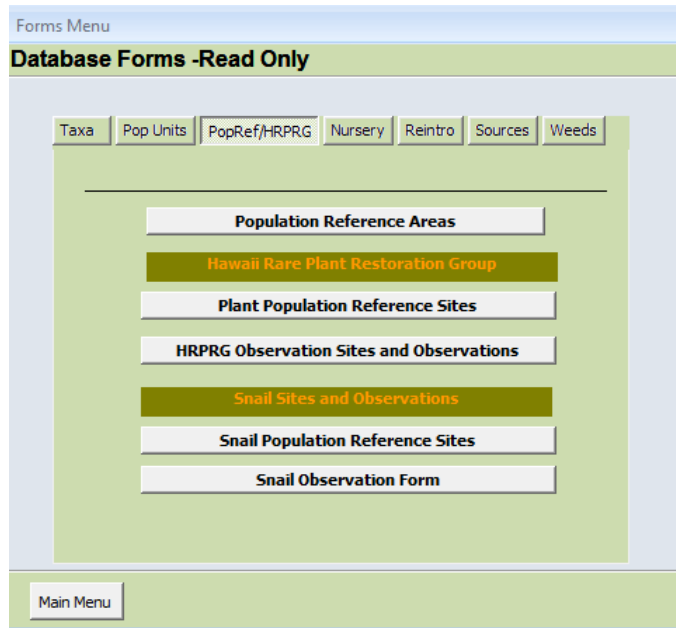 Forms Menu
Database Forms -Read Only
Taxa Pop Units PopRef/HRPRG Nursery Reintro Sources Weeds
Population Reference Areas
Hawaii Rare Plant Restoration Group
Plant Population Reference Sites
HRPRG Observation Sites and Observations
Snail Sites and Observations
Snail Population Reference Sites
Snail Observation Form
Main Menu